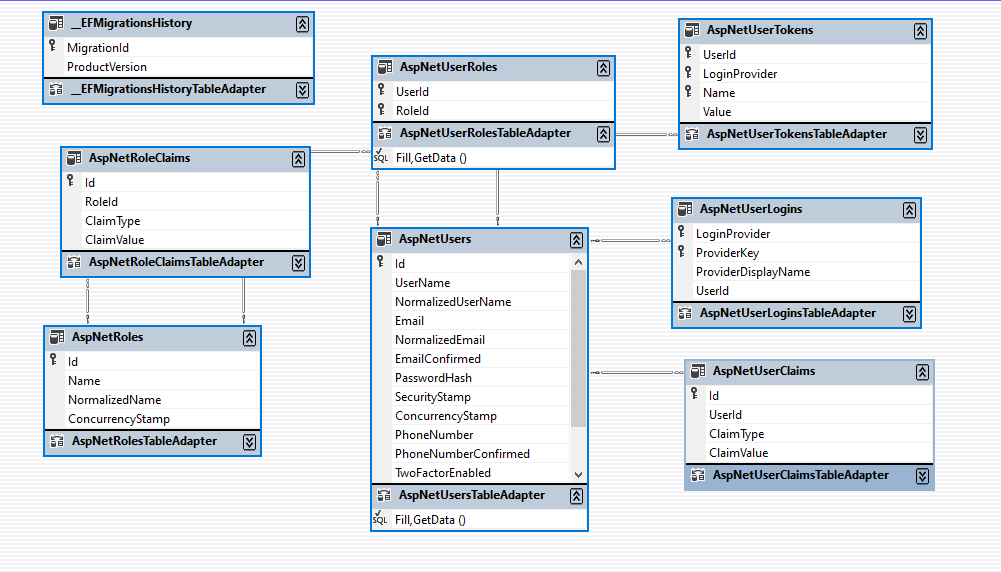 __EFMigrationsHistory
MigrationId
ProductVersion
__EFMigrationsHistoryTableAdapter
AspNetUserRoles
UserId
RoleId
AspNetUserRolesTableAdapter
SQL Fill,GetData ()
AspNetUserTokens
UserId
LoginProvider
Name
Value
AspNetUserTokensTableAdapter
AspNetRoleClaims
Id
RoleId
ClaimType
ClaimValue
AspNetRoleClaimsTableAdapter
AspNetUserLogins
LoginProvider
ProviderKey
ProviderDisplayName
UserId
AspNetUserLoginsTableAdapter
AspNetUsers
Id
UserName
NormalizedUserName
Email
NormalizedEmail
EmailConfirmed
PasswordHash
SecurityStamp
ConcurrencyStamp
PhoneNumber
PhoneNumberConfirmed
TwoFactorEnabled
AspNetUsersTableAdapter
SQL Fill,GetData ()
AspNetRoles
Id
Name
NormalizedName
ConcurrencyStamp
AspNetRolesTableAdapter
AspNetUserClaims
Id
UserId
ClaimType
ClaimValue
AspNetUserClaimsTableAdapter